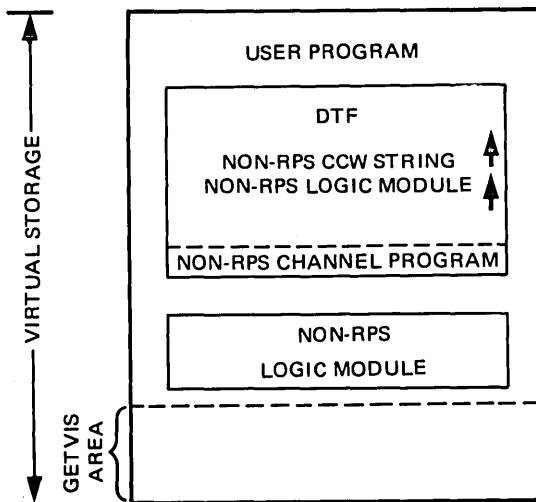 USER PROGRAM
DTF
NON-RPS CCW STRING
NON-RPS LOGIC MODULE
NON-RPS CHANNEL PROGRAM
NON-RPS
LOGIC MODULE
VIRTUAL STORAGE
GETVIS
AREA